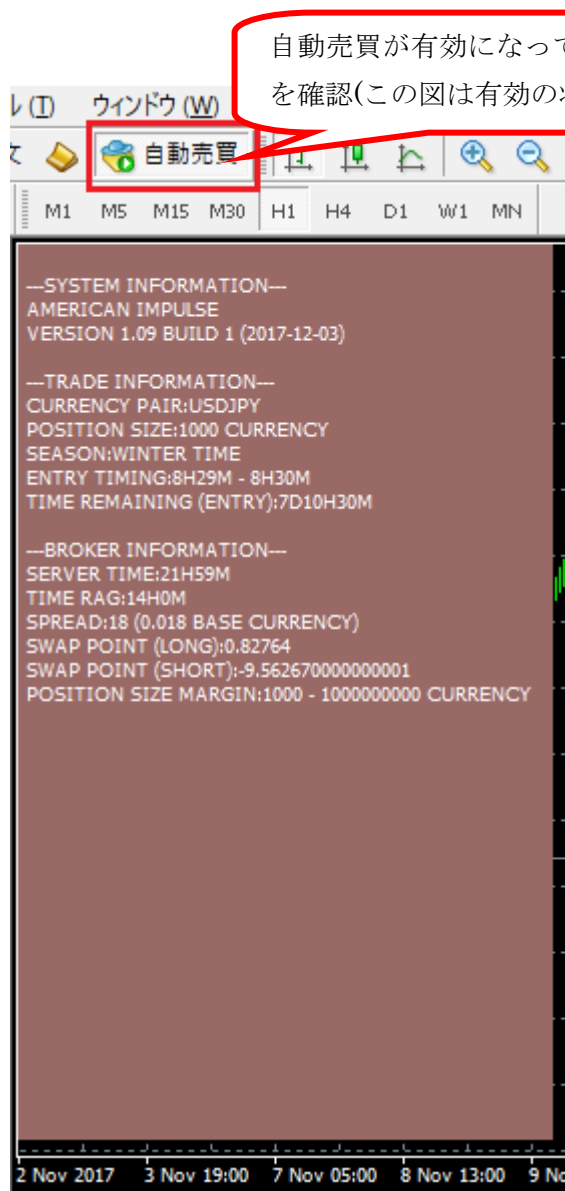 自動売買が有効になって
を確認(この図は有効の
ル(T) ウィンドウ(W)
文 自動売買
M1 M5 M15 M30 H1 H4 D1 W1 MN
---SYSTEM INFORMATION---
AMERICAN IMPULSE
VERSION 1.09 BUILD 1 (2017-12-03)
---TRADE INFORMATION---
CURRENCY PAIR:USDJPY
POSITION SIZE:1000 CURRENCY
SEASON:WINTER TIME
ENTRY TIMING:8H29M - 8H30M
TIME REMAINING (ENTRY):7D10H30M
---BROKER INFORMATION---
SERVER TIME:21H59M
TIME RAG:14H0M
SPREAD:18 (0.018 BASE CURRENCY)
SWAP POINT (LONG):0.82764
SWAP POINT (SHORT):-9.562670000000001
POSITION SIZE MARGIN:1000 - 1000000000 CURRENCY
2 Nov 2017 3 Nov 19:00 7 Nov 05:00 8 Nov 13:00 9 No